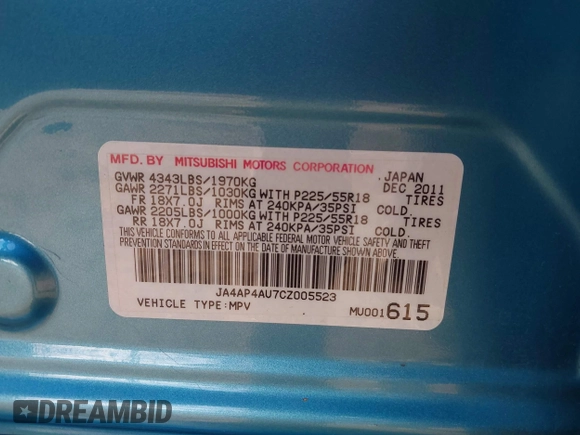 MFD. BY MITSUBISHI MOTORS CORPORATION JAPAN
GVWR 4343LBS/1970KG DEC 2011
GAWR 2271LBS/1030KG WITH P225/55R18 TIRES
FR 18X7.0J RIMS AT 240KPA/35PSI COLD.
GAWR 2205LBS/1000KG WITH P225/55R18 TIRES
RR 18X7.0J RIMS AT 240KPA/35PSI COLD.
THIS VEHICLE CONFORMS TO ALL APPLICABLE FEDERAL MOTOR VEHICLE SAFETY AND THEFT
PREVENTION STANDARDS IN EFFECT ON THE DATE OF MANUFACTURE SHOWN ABOVE.
JA4AP4AU7CZ005523
VEHICLE TYPE:MPV MU001615
DREAMBID